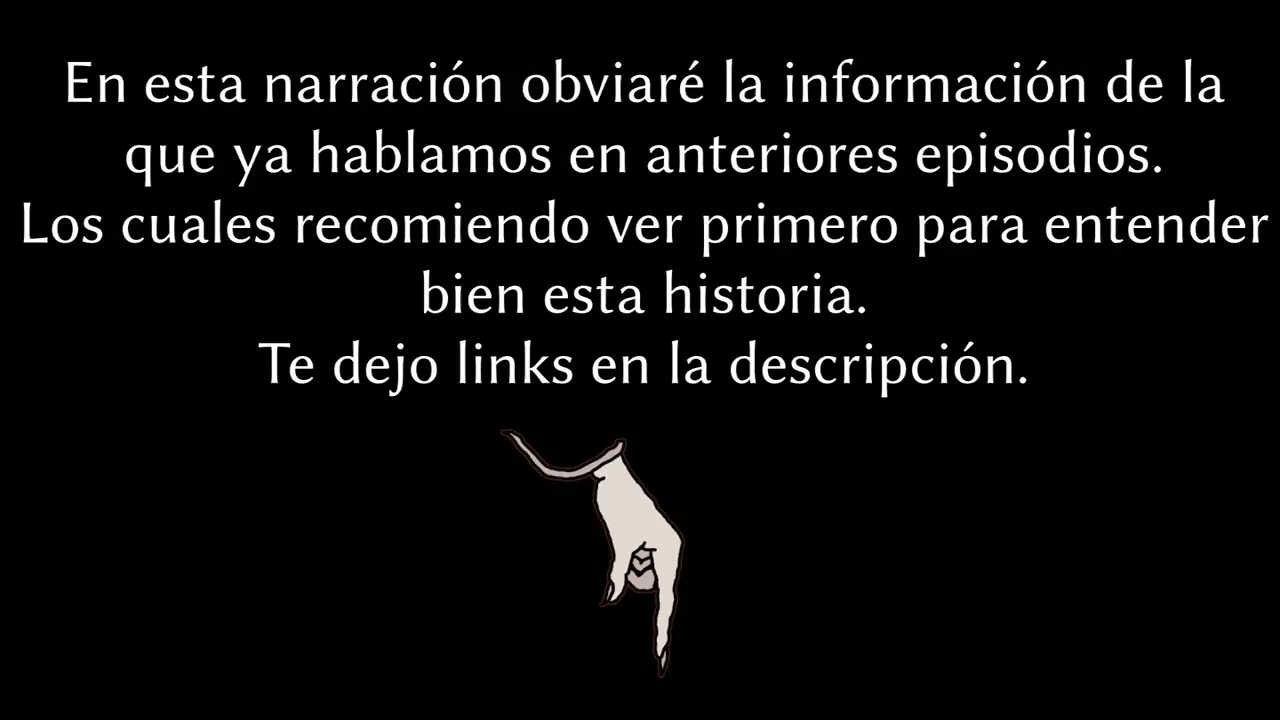 En esta narración obviaré la información de la
que ya hablamos en anteriores episodios.
Los cuales recomiendo ver primero para entender
bien esta historia.
Te dejo links en la descripción.